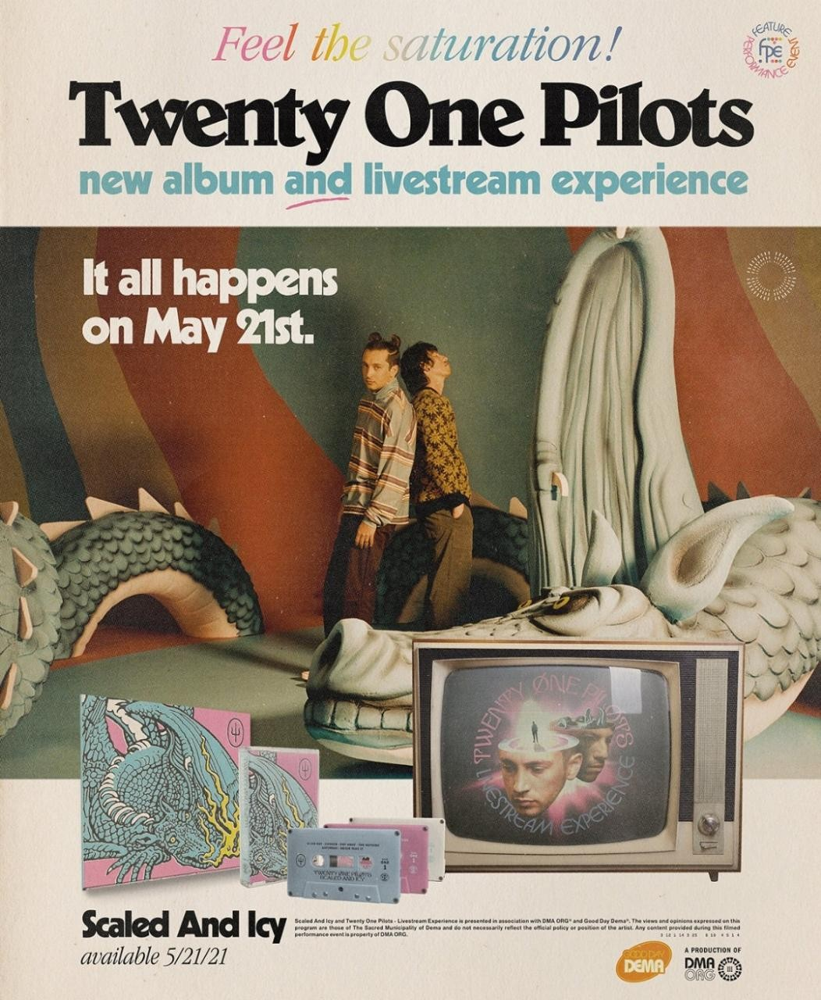 Feel the saturation!
FEATURE PERFORMANCE EVENT
fpe
Twenty One Pilots
new album and livestream experience
It all happens
on May 21st.
TWENTY ØNE PILØTS
LIVESTREAM EXPERIENCE
TWENTY ØNE PILØTS
SCALED AND ICY
Scaled And Icy
available 5/21/21
Scaled And Icy and Twenty One Pilots - Livestream Experience is presented in association with DMA ORG® and Good Day Dema®. The views and opinions expressed on this
program are those of The Sacred Municipality of Dema and do not necessarily reflect the official policy or position of the artist. Any content provided during this filmed
performance event is property of DMA ORG.
3 12 1 14 3 25 8 19 4 5 1 4
GOOD DAY
DEMA
A PRODUCTION OF
DMA
ORG